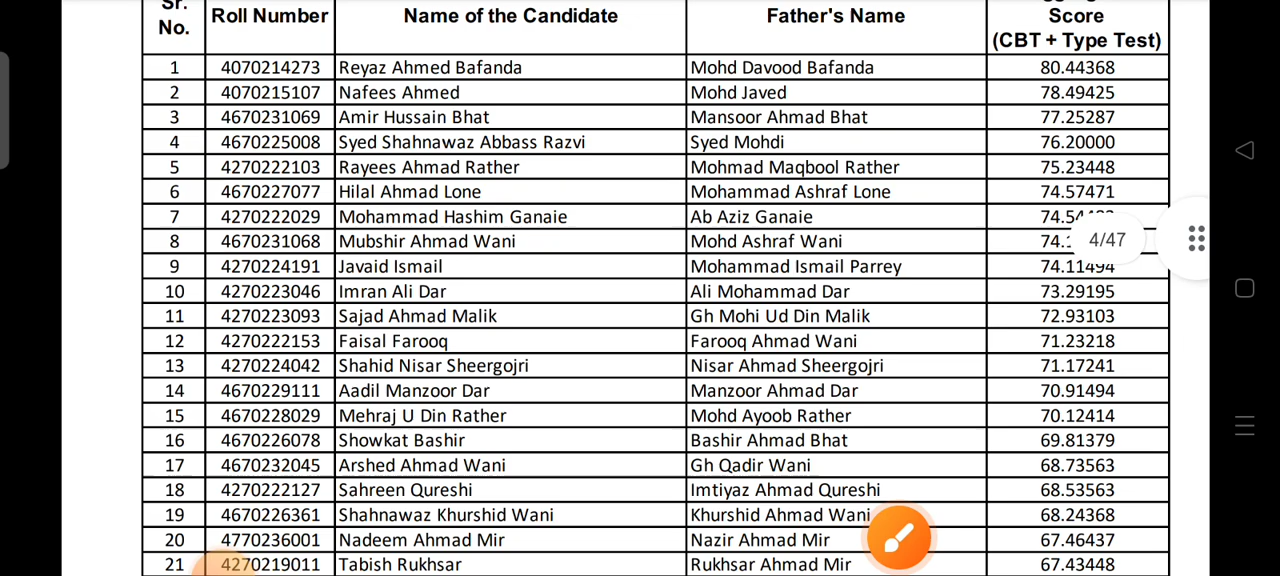 Sr. No. Roll Number Name of the Candidate Father's Name Score (CBT + Type Test)
1 4070214273 Reyaz Ahmed Bafanda Mohd Davood Bafanda 80.44368
2 4070215107 Nafees Ahmed Mohd Javed 78.49425
3 4670231069 Amir Hussain Bhat Mansoor Ahmad Bhat 77.25287
4 4670225008 Syed Shahnawaz Abbass Razvi Syed Mohdi 76.20000
5 4270222103 Rayees Ahmad Rather Mohmad Maqbool Rather 75.23448
6 4670227077 Hilal Ahmad Lone Mohammad Ashraf Lone 74.57471
7 4270222029 Mohammad Hashim Ganaie Ab Aziz Ganaie
8 4670231068 Mubshir Ahmad Wani Mohd Ashraf Wani
4/47
9 4270224191 Javaid Ismail Mohammad Ismail Parrey 74.11494
10 4270223046 Imran Ali Dar Ali Mohammad Dar 73.29195
11 4270223093 Sajad Ahmad Malik Gh Mohi Ud Din Malik 72.93103
12 4270222153 Faisal Farooq Farooq Ahmad Wani 71.23218
13 4270224042 Shahid Nisar Sheergojri Nisar Ahmad Sheergojri 71.17241
14 4670229111 Aadil Manzoor Dar Manzoor Ahmad Dar 70.91494
15 4670228029 Mehraj U Din Rather Mohd Ayoob Rather 70.12414
16 4670226078 Showkat Bashir Bashir Ahmad Bhat 69.81379
17 4670232045 Arshed Ahmad Wani Gh Qadir Wani 68.73563
18 4270222127 Sahreen Qureshi Imtiyaz Ahmad Qureshi 68.53563
19 4670226361 Shahnawaz Khurshid Wani Khurshid Ahmad Wani 68.24368
20 4770236001 Nadeem Ahmad Mir Nazir Ahmad Mir 67.46437
21 4270219011 Tabish Rukhsar Rukhsar Ahmad Mir 67.43448